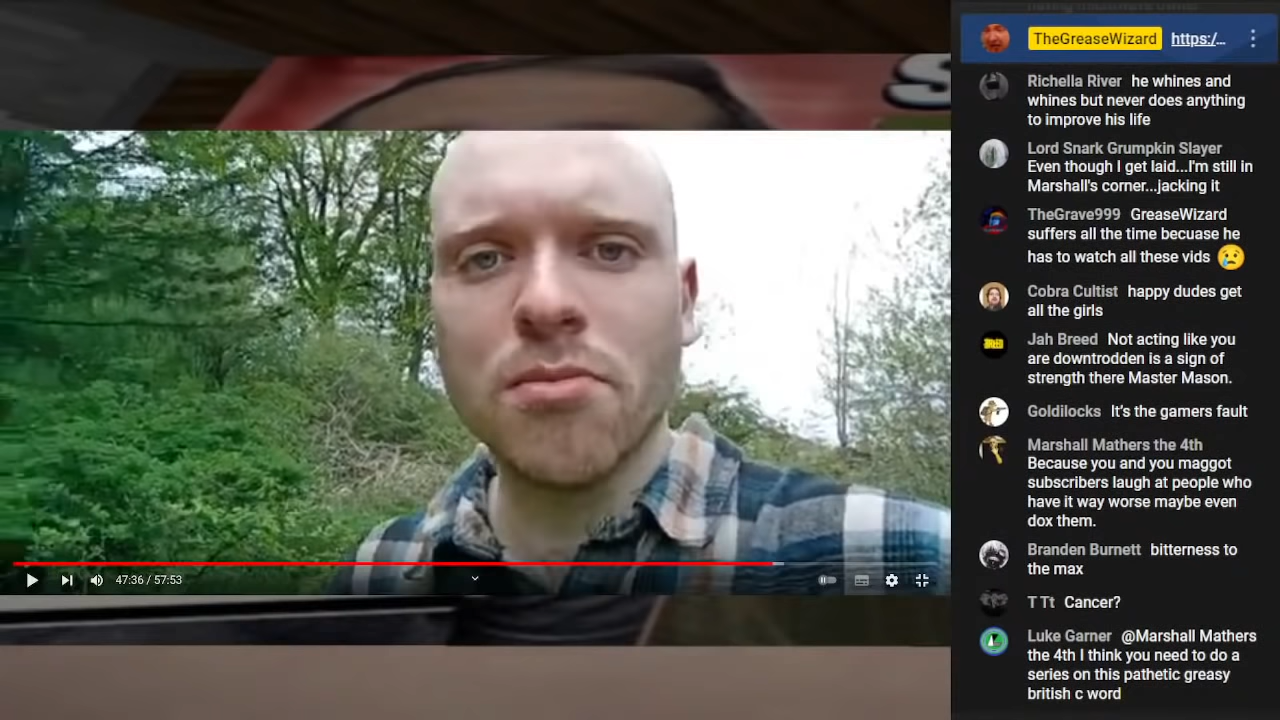 S
TheGreaseWizard https:/...
Richella River he whines and
whines but never does anything
to improve his life
Lord Snark Grumpkin Slayer
Even though I get laid...I'm still in
Marshall's corner...jacking it
TheGrave999 GreaseWizard
suffers all the time becuase he
has to watch all these vids 😢
Cobra Cultist happy dudes get
all the girls
Jah Breed Not acting like you
are downtrodden is a sign of
strength there Master Mason.
Goldilocks It's the gamers fault
Marshall Mathers the 4th
Because you and you maggot
subscribers laugh at people who
have it way worse maybe even
dox them.
Branden Burnett bitterness to
the max
T Tt Cancer?
Luke Garner @Marshall Mathers
the 4th I think you need to do a
series on this pathetic greasy
british c word
47:36 / 57:53